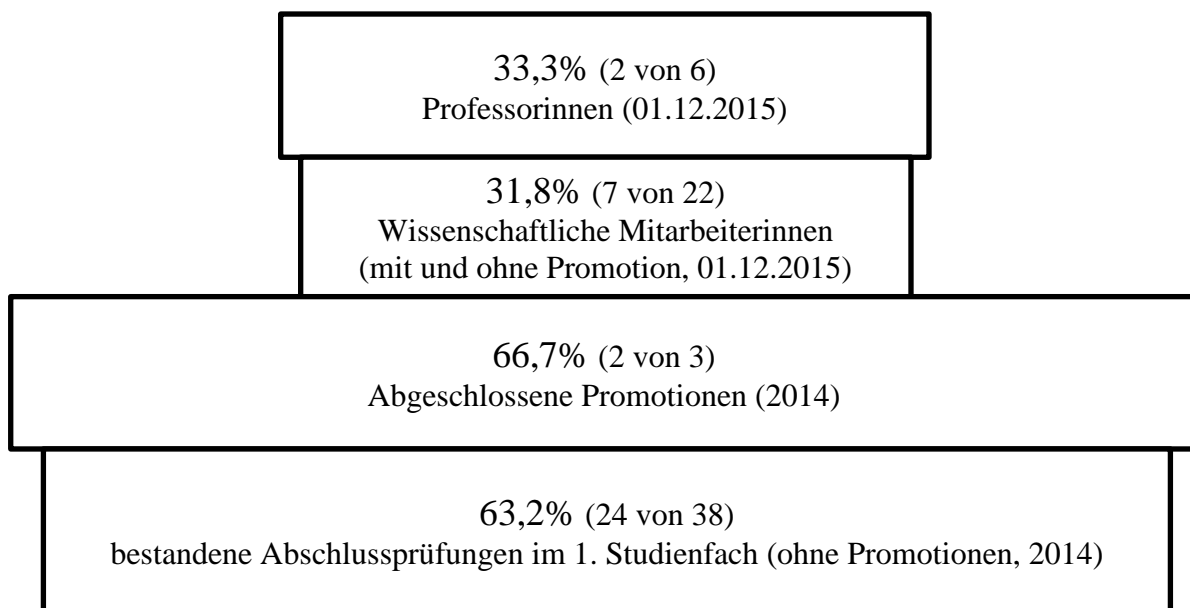 33,3% (2 von 6)
Professorinnen (01.12.2015)
31,8% (7 von 22)
Wissenschaftliche Mitarbeiterinnen
(mit und ohne Promotion, 01.12.2015)
66,7% (2 von 3)
Abgeschlossene Promotionen (2014)
63,2% (24 von 38)
bestandene Abschlussprüfungen im 1. Studienfach (ohne Promotionen, 2014)